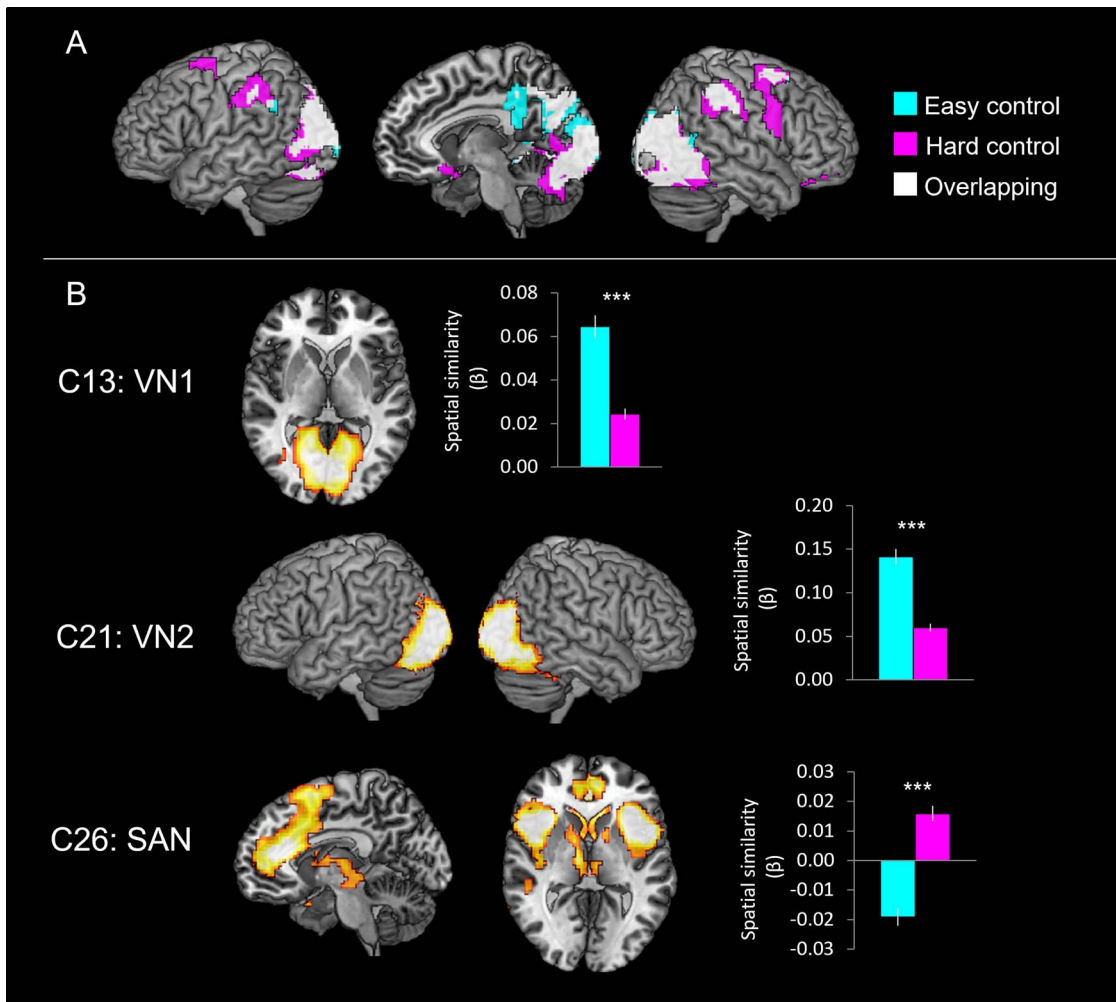 A
Easy control
Hard control
Overlapping
B
C13: VN1
Spatial similarity
(β)
0.08
0.06
0.04
0.02
0.00
***
C21: VN2
Spatial similarity
(β)
0.20
0.15
0.10
0.05
0.00
***
C26: SAN
Spatial similarity
(β)
0.03
0.02
0.01
0.00
-0.01
-0.02
-0.03
***